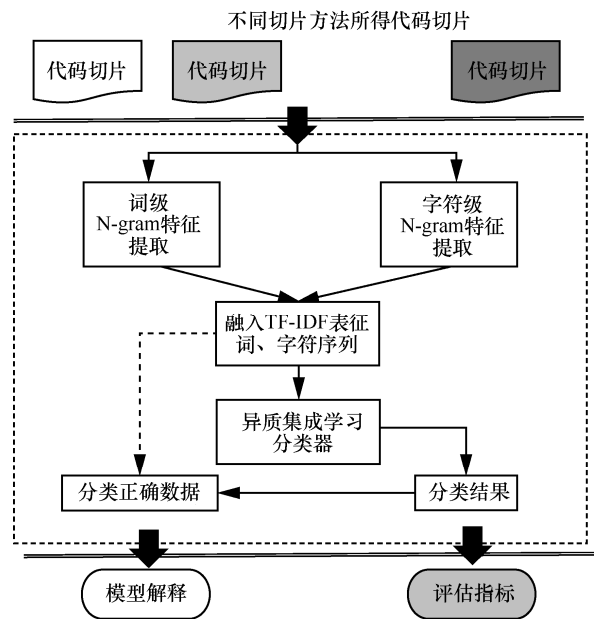 不同切片方法所得代码切片
代码切片
代码切片
代码切片
词级
N-gram特征
提取
字符级
N-gram特征
提取
融入TF-IDF表征
词、字符序列
异质集成学习
分类器
分类正确数据
分类结果
模型解释
评估指标